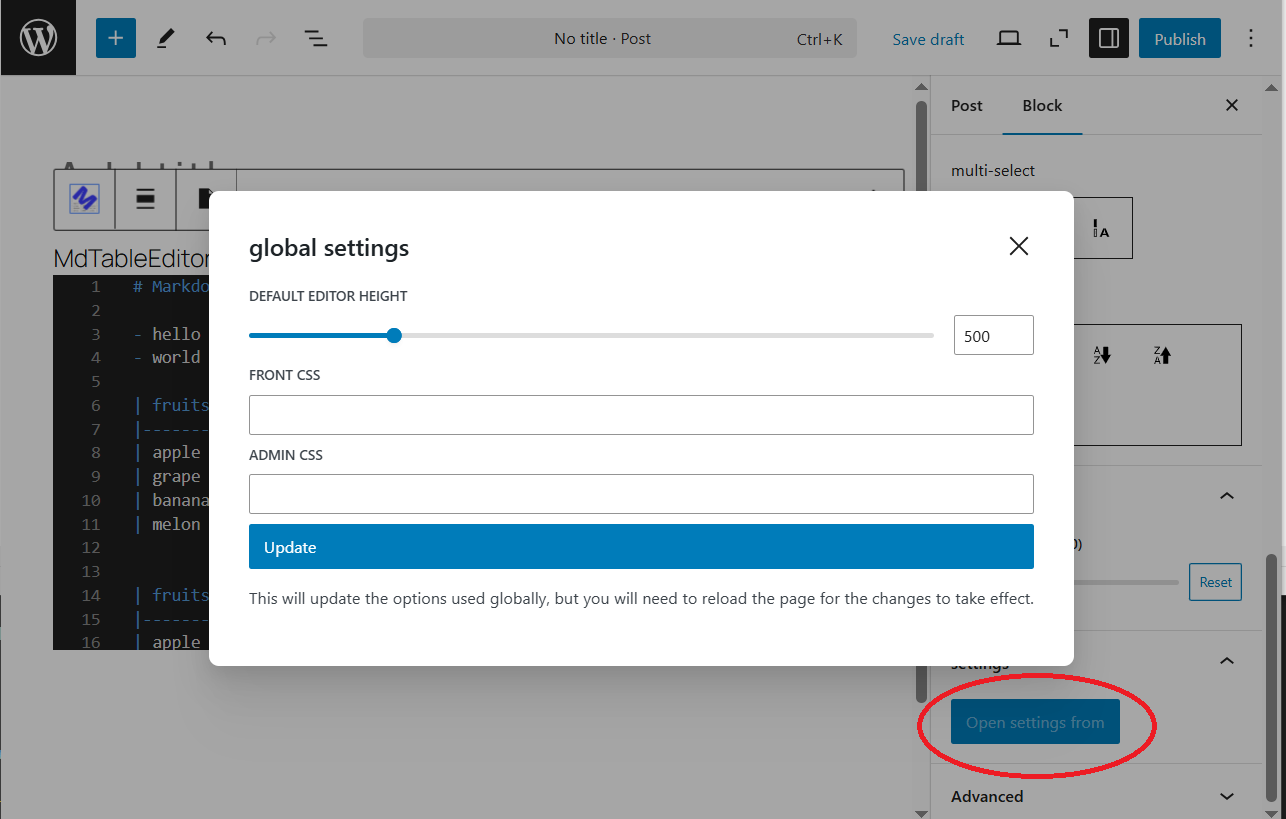 No title · Post
Ctrl+K
Save draft
Publish
Post
Block
multi-select
A
A
Z
Z
A
MdTableEditor
1 # Markdo
2
3 - hello
4 - world
5
6 | fruits
7 |-------
8 | apple
9 | grape
10 | banana
11 | melon
12
13
14 | fruits
15 |-------
16 | apple
global settings
DEFAULT EDITOR HEIGHT
500
FRONT CSS
ADMIN CSS
Update
This will update the options used globally, but you will need to reload the page for the changes to take effect.
0)
Reset
settings
Open settings from
Advanced